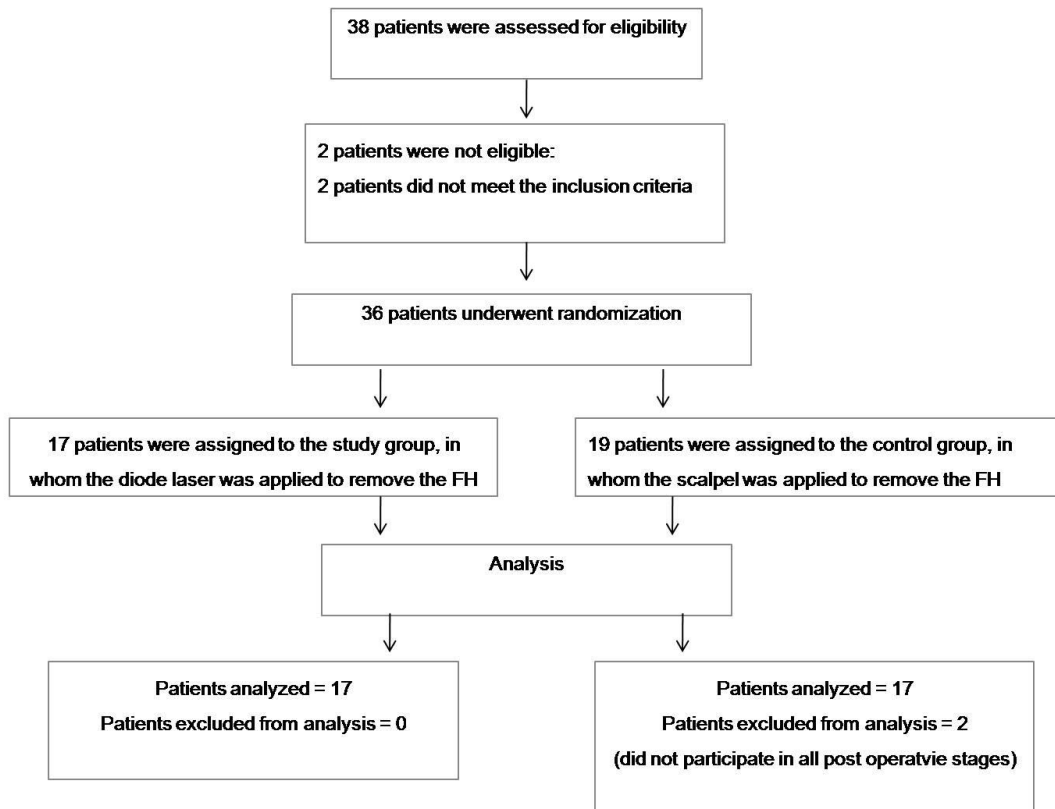 38 patients were assessed for eligibility
2 patients were not eligible:
2 patients did not meet the inclusion criteria
36 patients underwent randomization
17 patients were assigned to the study group, in
whom the diode laser was applied to remove the FH
19 patients were assigned to the control group, in
whom the scalpel was applied to remove the FH
Analysis
Patients analyzed = 17
Patients excluded from analysis = 0
Patients analyzed = 17
Patients excluded from analysis = 2
(did not participate in all post operatvie stages)